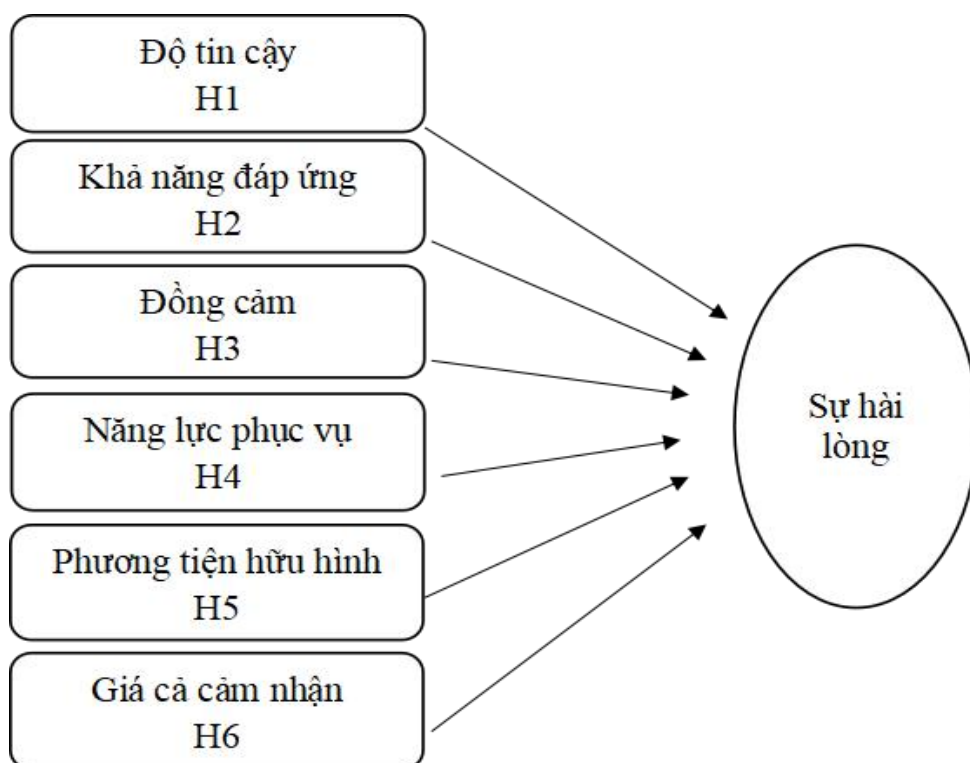 Độ tin cậy
H1
Khả năng đáp ứng
H2
Đồng cảm
H3
Năng lực phục vụ
H4
Phương tiện hữu hình
H5
Giá cả cảm nhận
H6
Sự hài
lòng